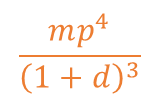 mp⁴
(1 + d)³